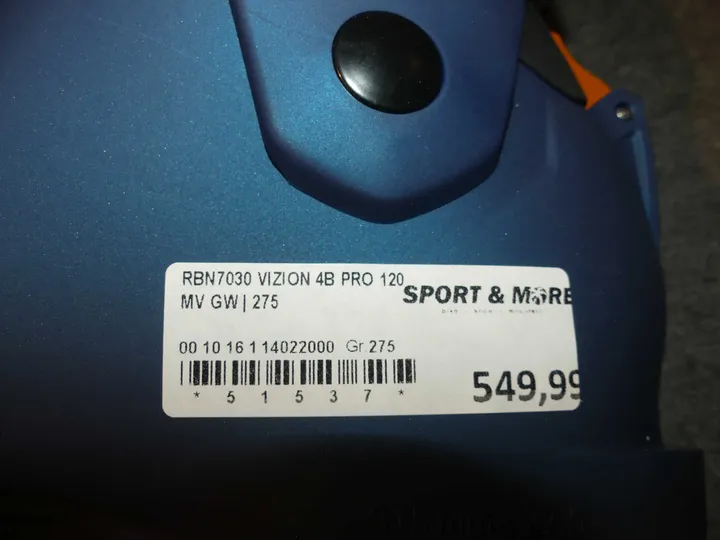 RBN7030 VIZION 4B PRO 120
MV GW | 275
SPORT & MORE
00 10 16 1 14022000 Gr 275
* 5 1 5 3 7 *
549,99